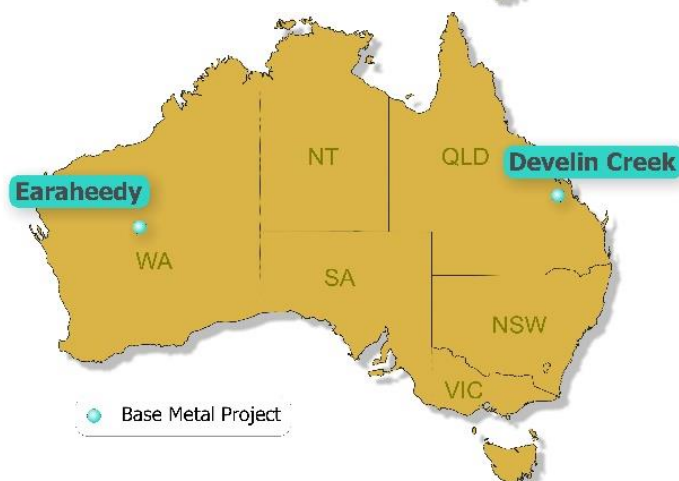 NT
QLD
Develin Creek
Earaheedy
WA
SA
NSW
VIC
Base Metal Project